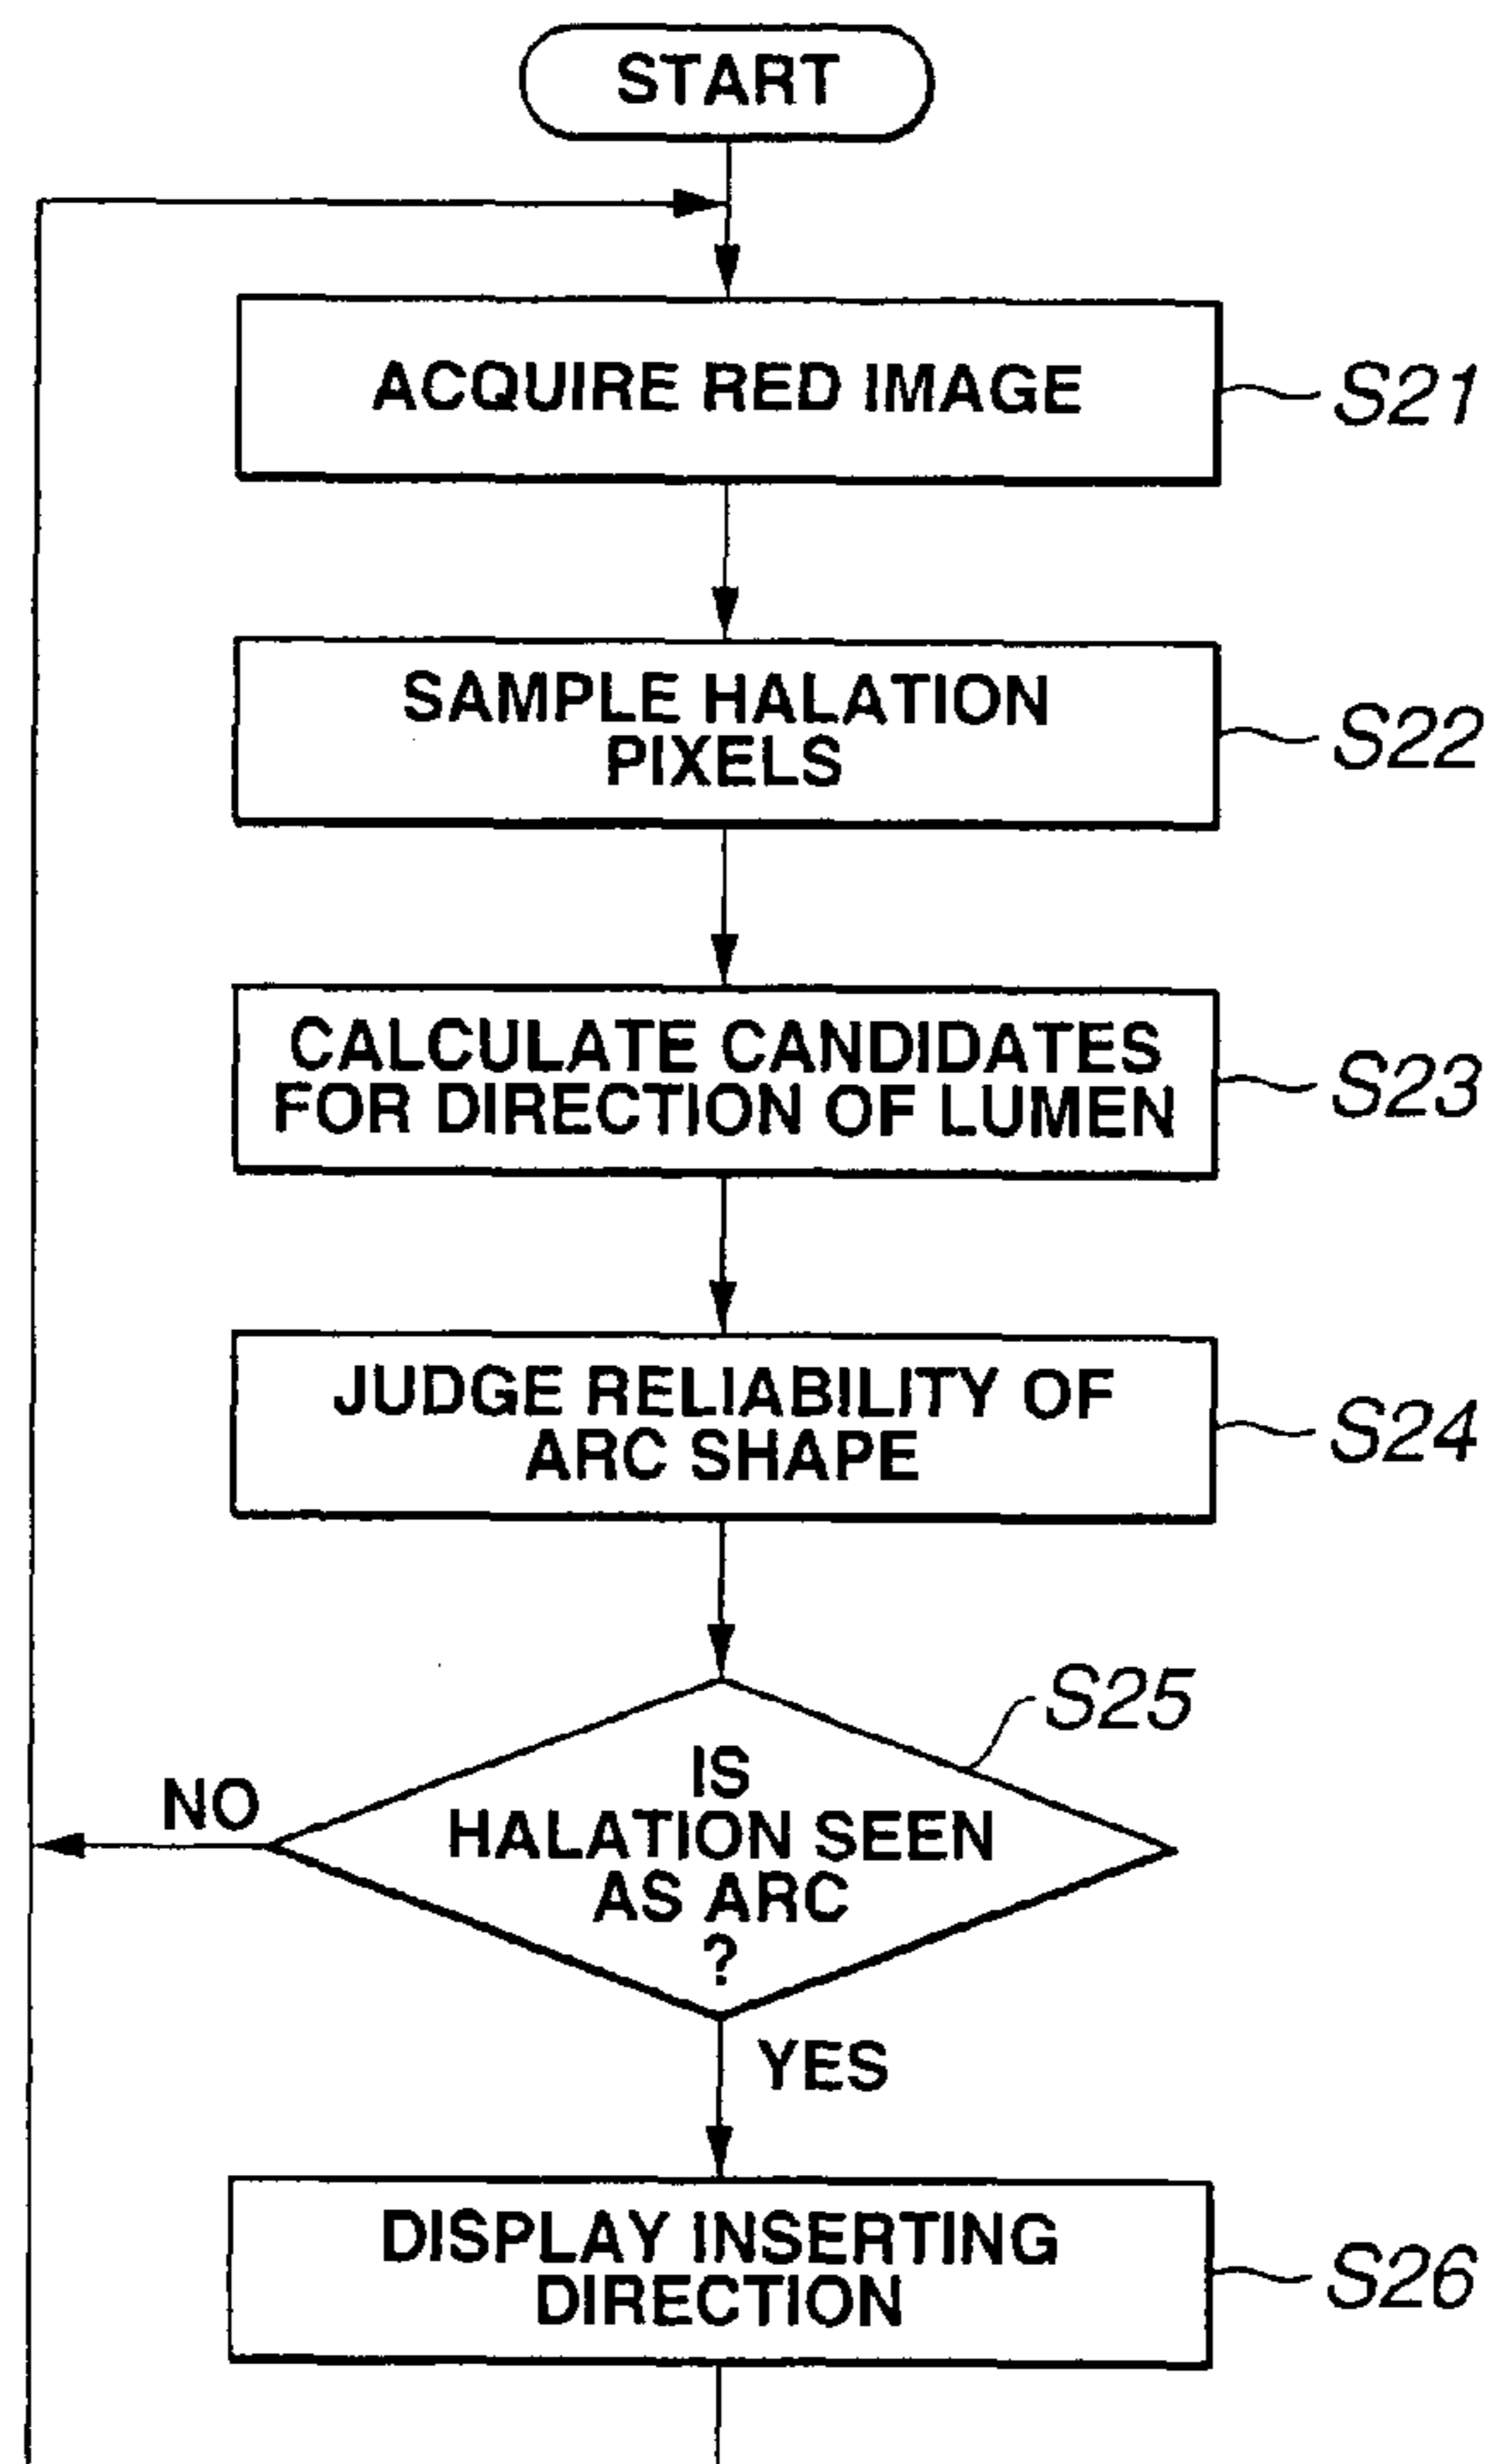 START
ACQUIRE RED IMAGE
S21
SAMPLE HALATION
PIXELS
S22
CALCULATE CANDIDATES
FOR DIRECTION OF LUMEN
S23
JUDGE RELIABILITY OF
ARC SHAPE
S24
S25
IS
HALATION SEEN
AS ARC
?
NO
YES
DISPLAY INSERTING
DIRECTION
S26